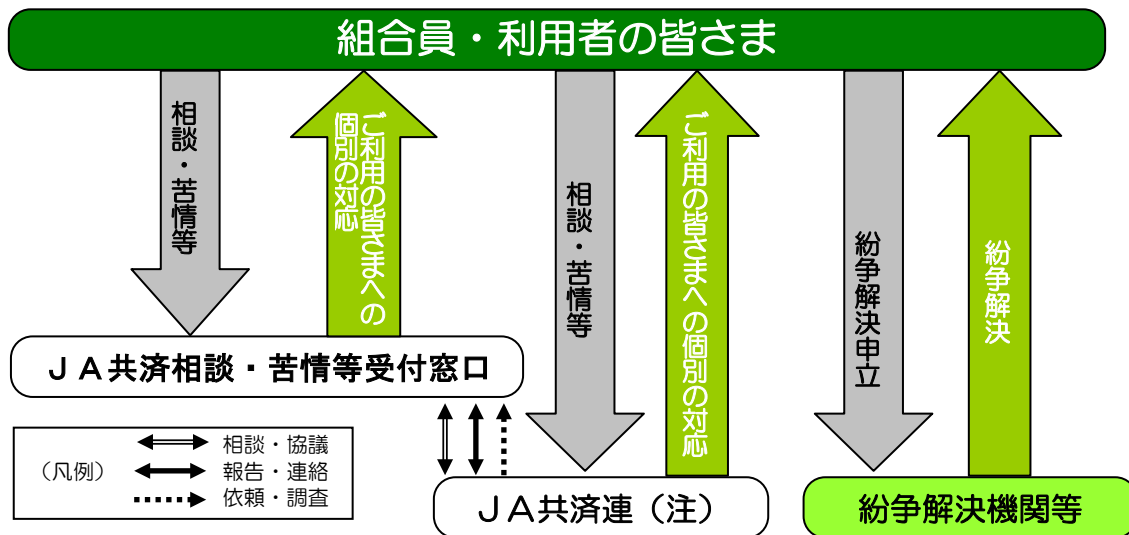 組合員・利用者の皆さま
相談・苦情等
ご利用の皆さまへの
個別の対応
相談・苦情等
ご利用の皆さまへの個別の対応
紛争解決申立
紛争解決
ＪＡ共済相談・苦情等受付窓口
（凡例）
相談・協議
報告・連絡
依頼・調査
ＪＡ共済連（注）
紛争解決機関等